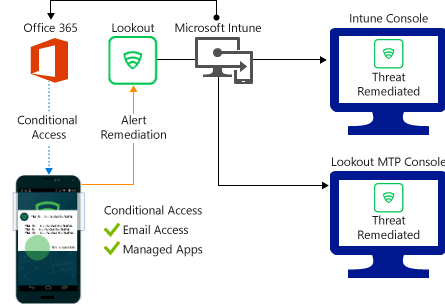 Office 365
Lookout
Microsoft Intune
Intune Console
Threat
Remediated
Conditional
Access
Alert
Remediation
Lookout MTP Console
Threat
Remediated
Conditional Access
Email Access
Managed Apps